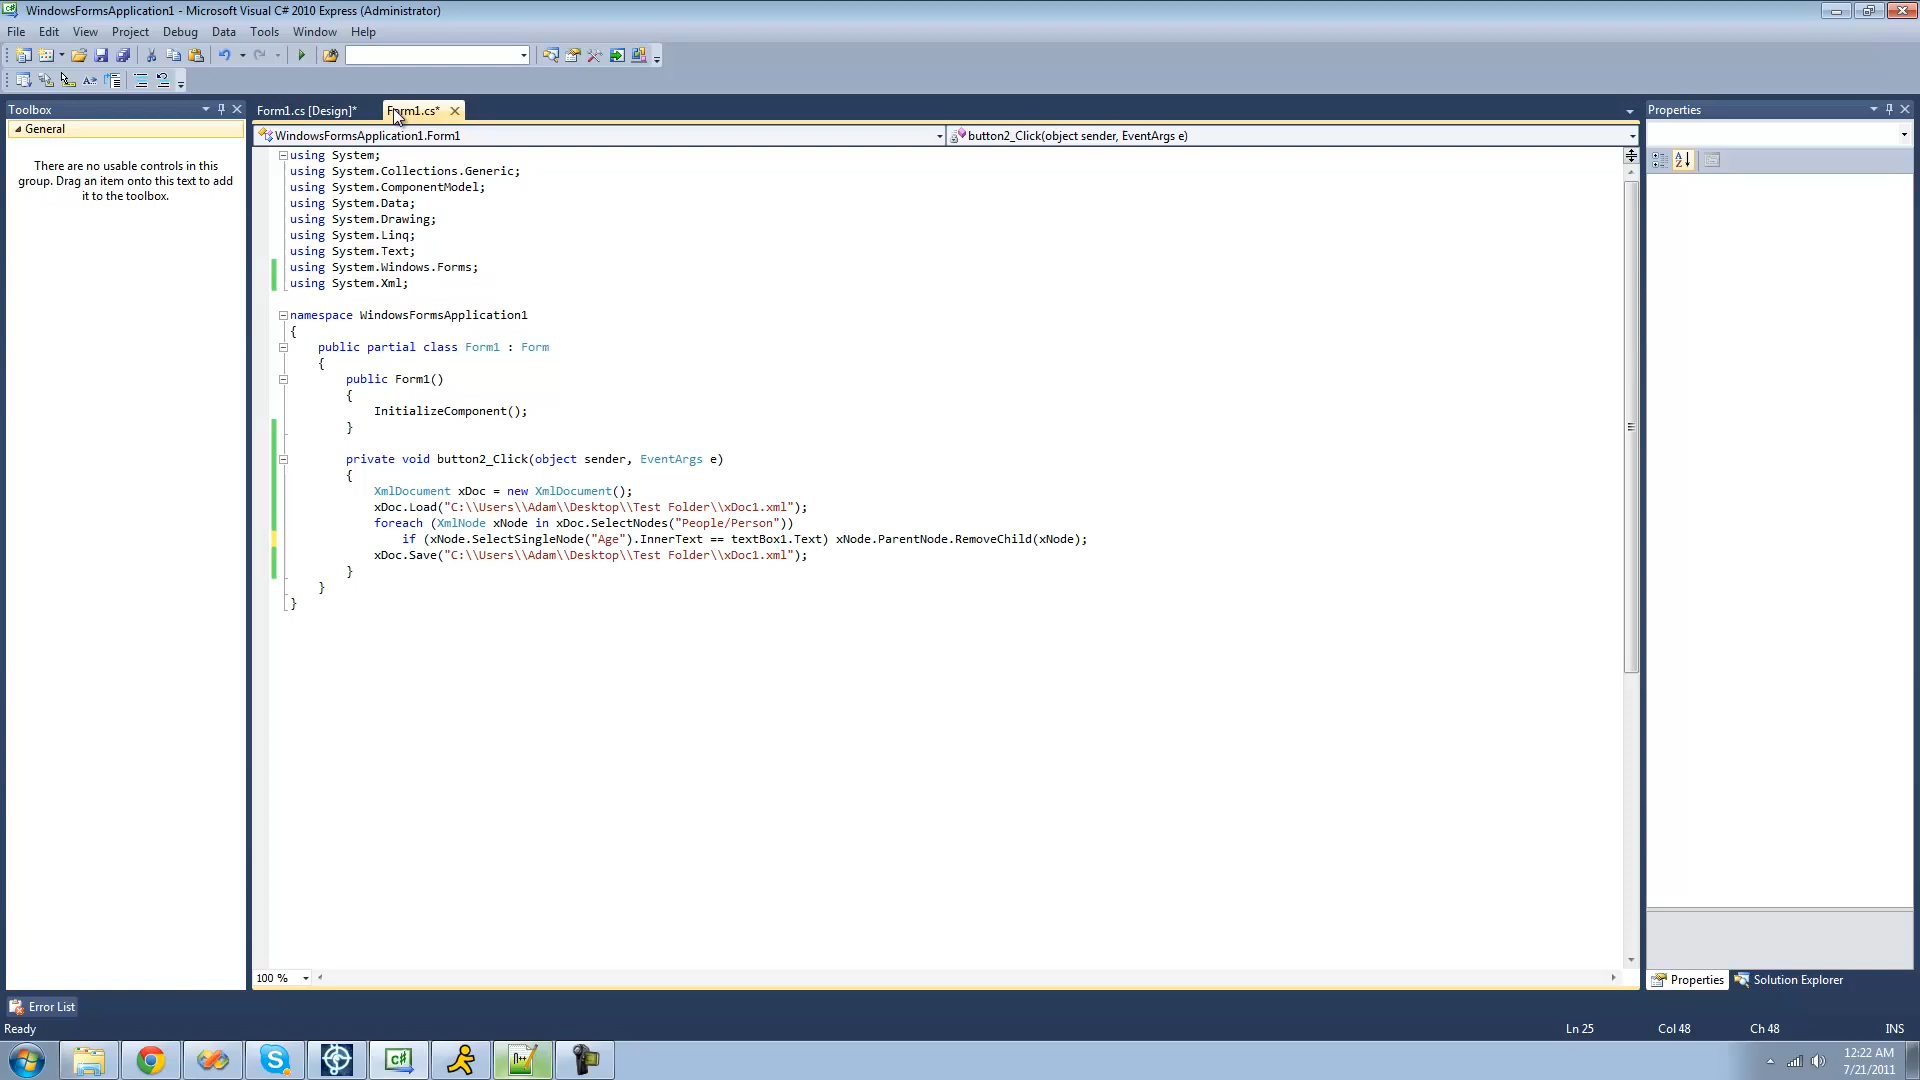 WindowsFormsApplication1 - Microsoft Visual C# 2010 Express (Administrator)
File Edit View Project Debug Data Tools Window Help
Toolbox
General
There are no usable controls in this
group. Drag an item onto this text to add
it to the toolbox.
Form1.cs [Design]* Form1.cs*
WindowsFormsApplication1.Form1 button2_Click(object sender, EventArgs e)
using System;
using System.Collections.Generic;
using System.ComponentModel;
using System.Data;
using System.Drawing;
using System.Linq;
using System.Text;
using System.Windows.Forms;
using System.Xml;
namespace WindowsFormsApplication1
{
public partial class Form1 : Form
{
public Form1()
{
InitializeComponent();
}
private void button2_Click(object sender, EventArgs e)
{
XmlDocument xDoc = new XmlDocument();
xDoc.Load("C:\\Users\\Adam\\Desktop\\Test Folder\\xDoc1.xml");
foreach (XmlNode xNode in xDoc.SelectNodes("People/Person"))
if (xNode.SelectSingleNode("Age").InnerText == textBox1.Text) xNode.ParentNode.RemoveChild(xNode);
xDoc.Save("C:\\Users\\Adam\\Desktop\\Test Folder\\xDoc1.xml");
}
}
}
100 %
Properties
Properties Solution Explorer
Error List
Ready Ln 25 Col 48 Ch 48 INS
12:22 AM
7/21/2011